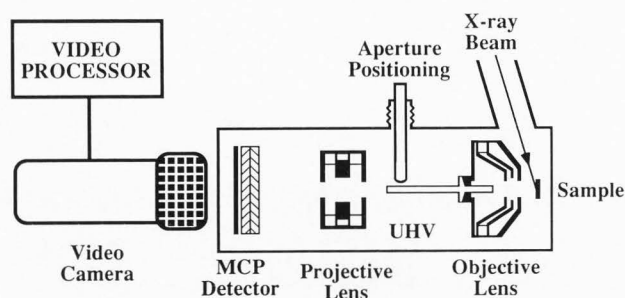 X-ray
Beam
VIDEO
PROCESSOR
Aperture
Positioning
Sample
UHV
Video
Camera
MCP
Detector
Projective
Lens
Objective
Lens